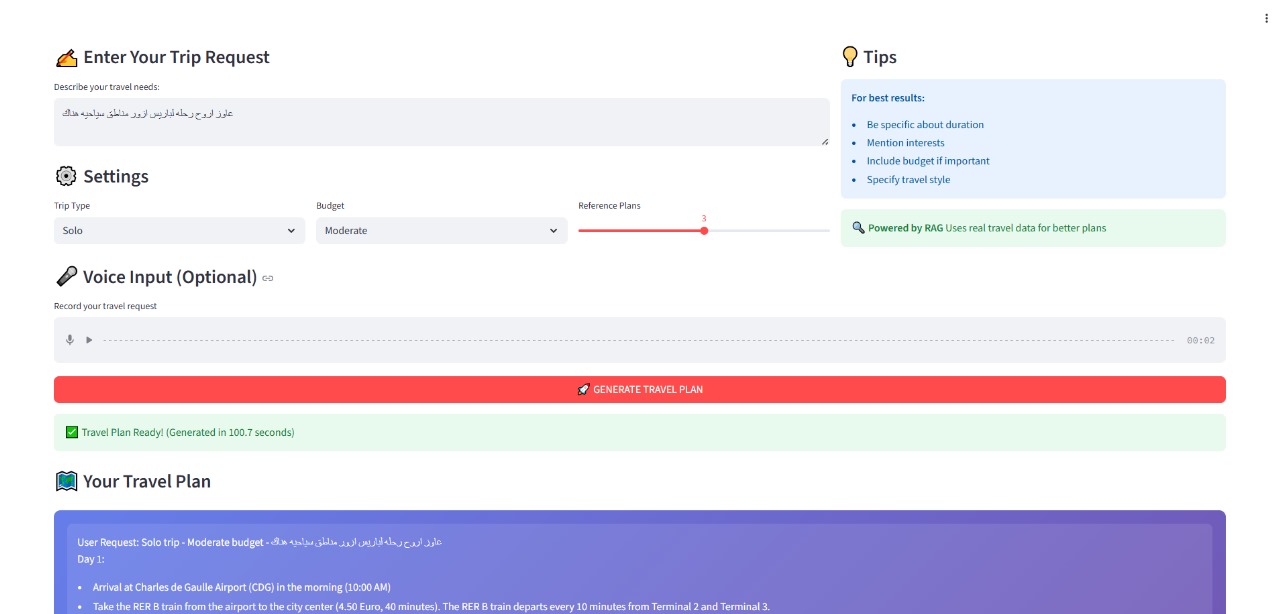 Enter Your Trip Request
Describe your travel needs:
عاوز اروح رحله لباريس ازور مناطق سياحيه هناك
Settings
Trip Type
Budget
Reference Plans
Solo
Moderate
3
Voice Input (Optional)
Record your travel request
00:02
GENERATE TRAVEL PLAN
Travel Plan Ready! (Generated in 100.7 seconds)
Your Travel Plan
User Request: Solo trip - Moderate budget - عاوز اروح رحله لباريس ازور مناطق سياحيه هناك
Day 1:
• Arrival at Charles de Gaulle Airport (CDG) in the morning (10:00 AM)
• Take the RER B train from the airport to the city center (4.50 Euro, 40 minutes). The RER B train departs every 10 minutes from Terminal 2 and Terminal 3.
Tips
For best results:
• Be specific about duration
• Mention interests
• Include budget if important
• Specify travel style
Powered by RAG Uses real travel data for better plans